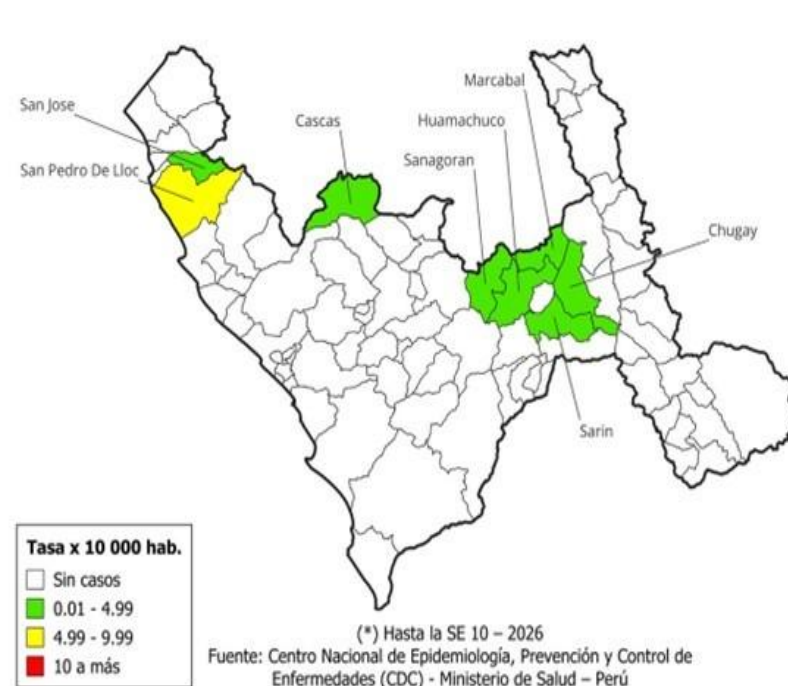 Marcabal
San Jose
Cascas
Huamachuco
San Pedro De Lloc
Sanagoran
Chugay
Sarin
Tasa x 10 000 hab.
Sin casos
0.01 - 4.99
4.99 - 9.99
10 a más
(*) Hasta la SE 10 – 2026
Fuente: Centro Nacional de Epidemiología, Prevención y Control de
Enfermedades (CDC) - Ministerio de Salud – Perú